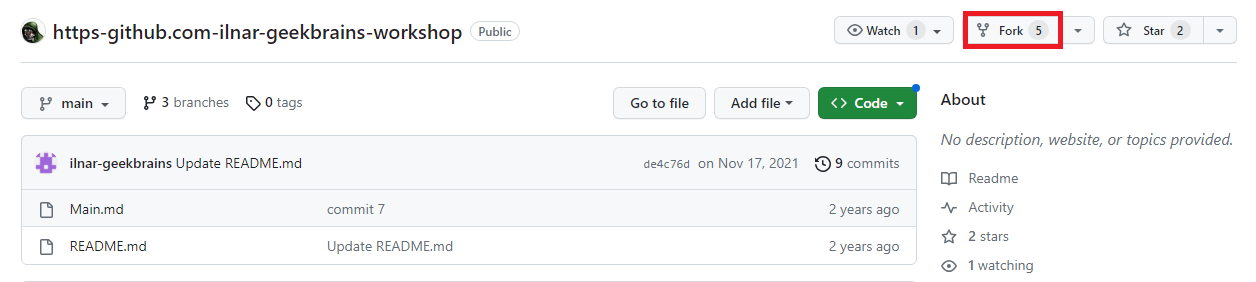 https-github.com-ilnar-geekbrains-workshop Public Watch 1 Fork 5 Star 2
main 3 branches 0 tags Go to file Add file Code
About
No description, website, or topics provided.
ilnar-geekbrains Update README.md de4c76d on Nov 17, 2021 9 commits
Readme
Main.md commit 7 2 years ago
Activity
README.md Update README.md 2 years ago
2 stars
1 watching